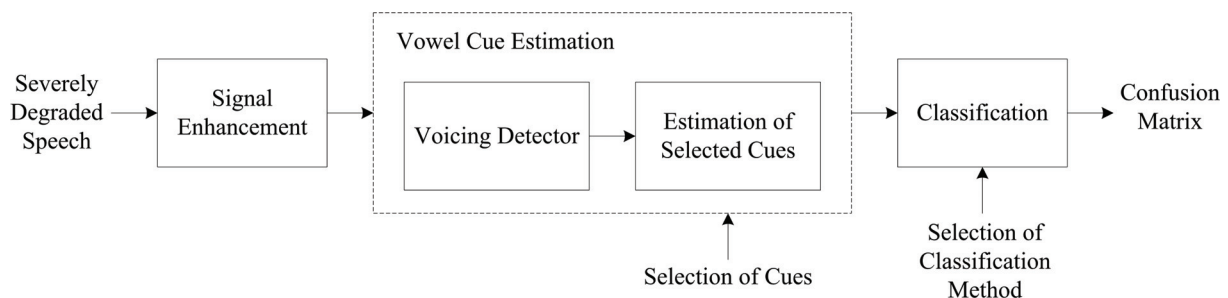 Severely
Degraded
Speech
Signal
Enhancement
Vowel Cue Estimation
Voicing Detector
Estimation of
Selected Cues
Selection of Cues
Classification
Selection of
Classification
Method
Confusion
Matrix